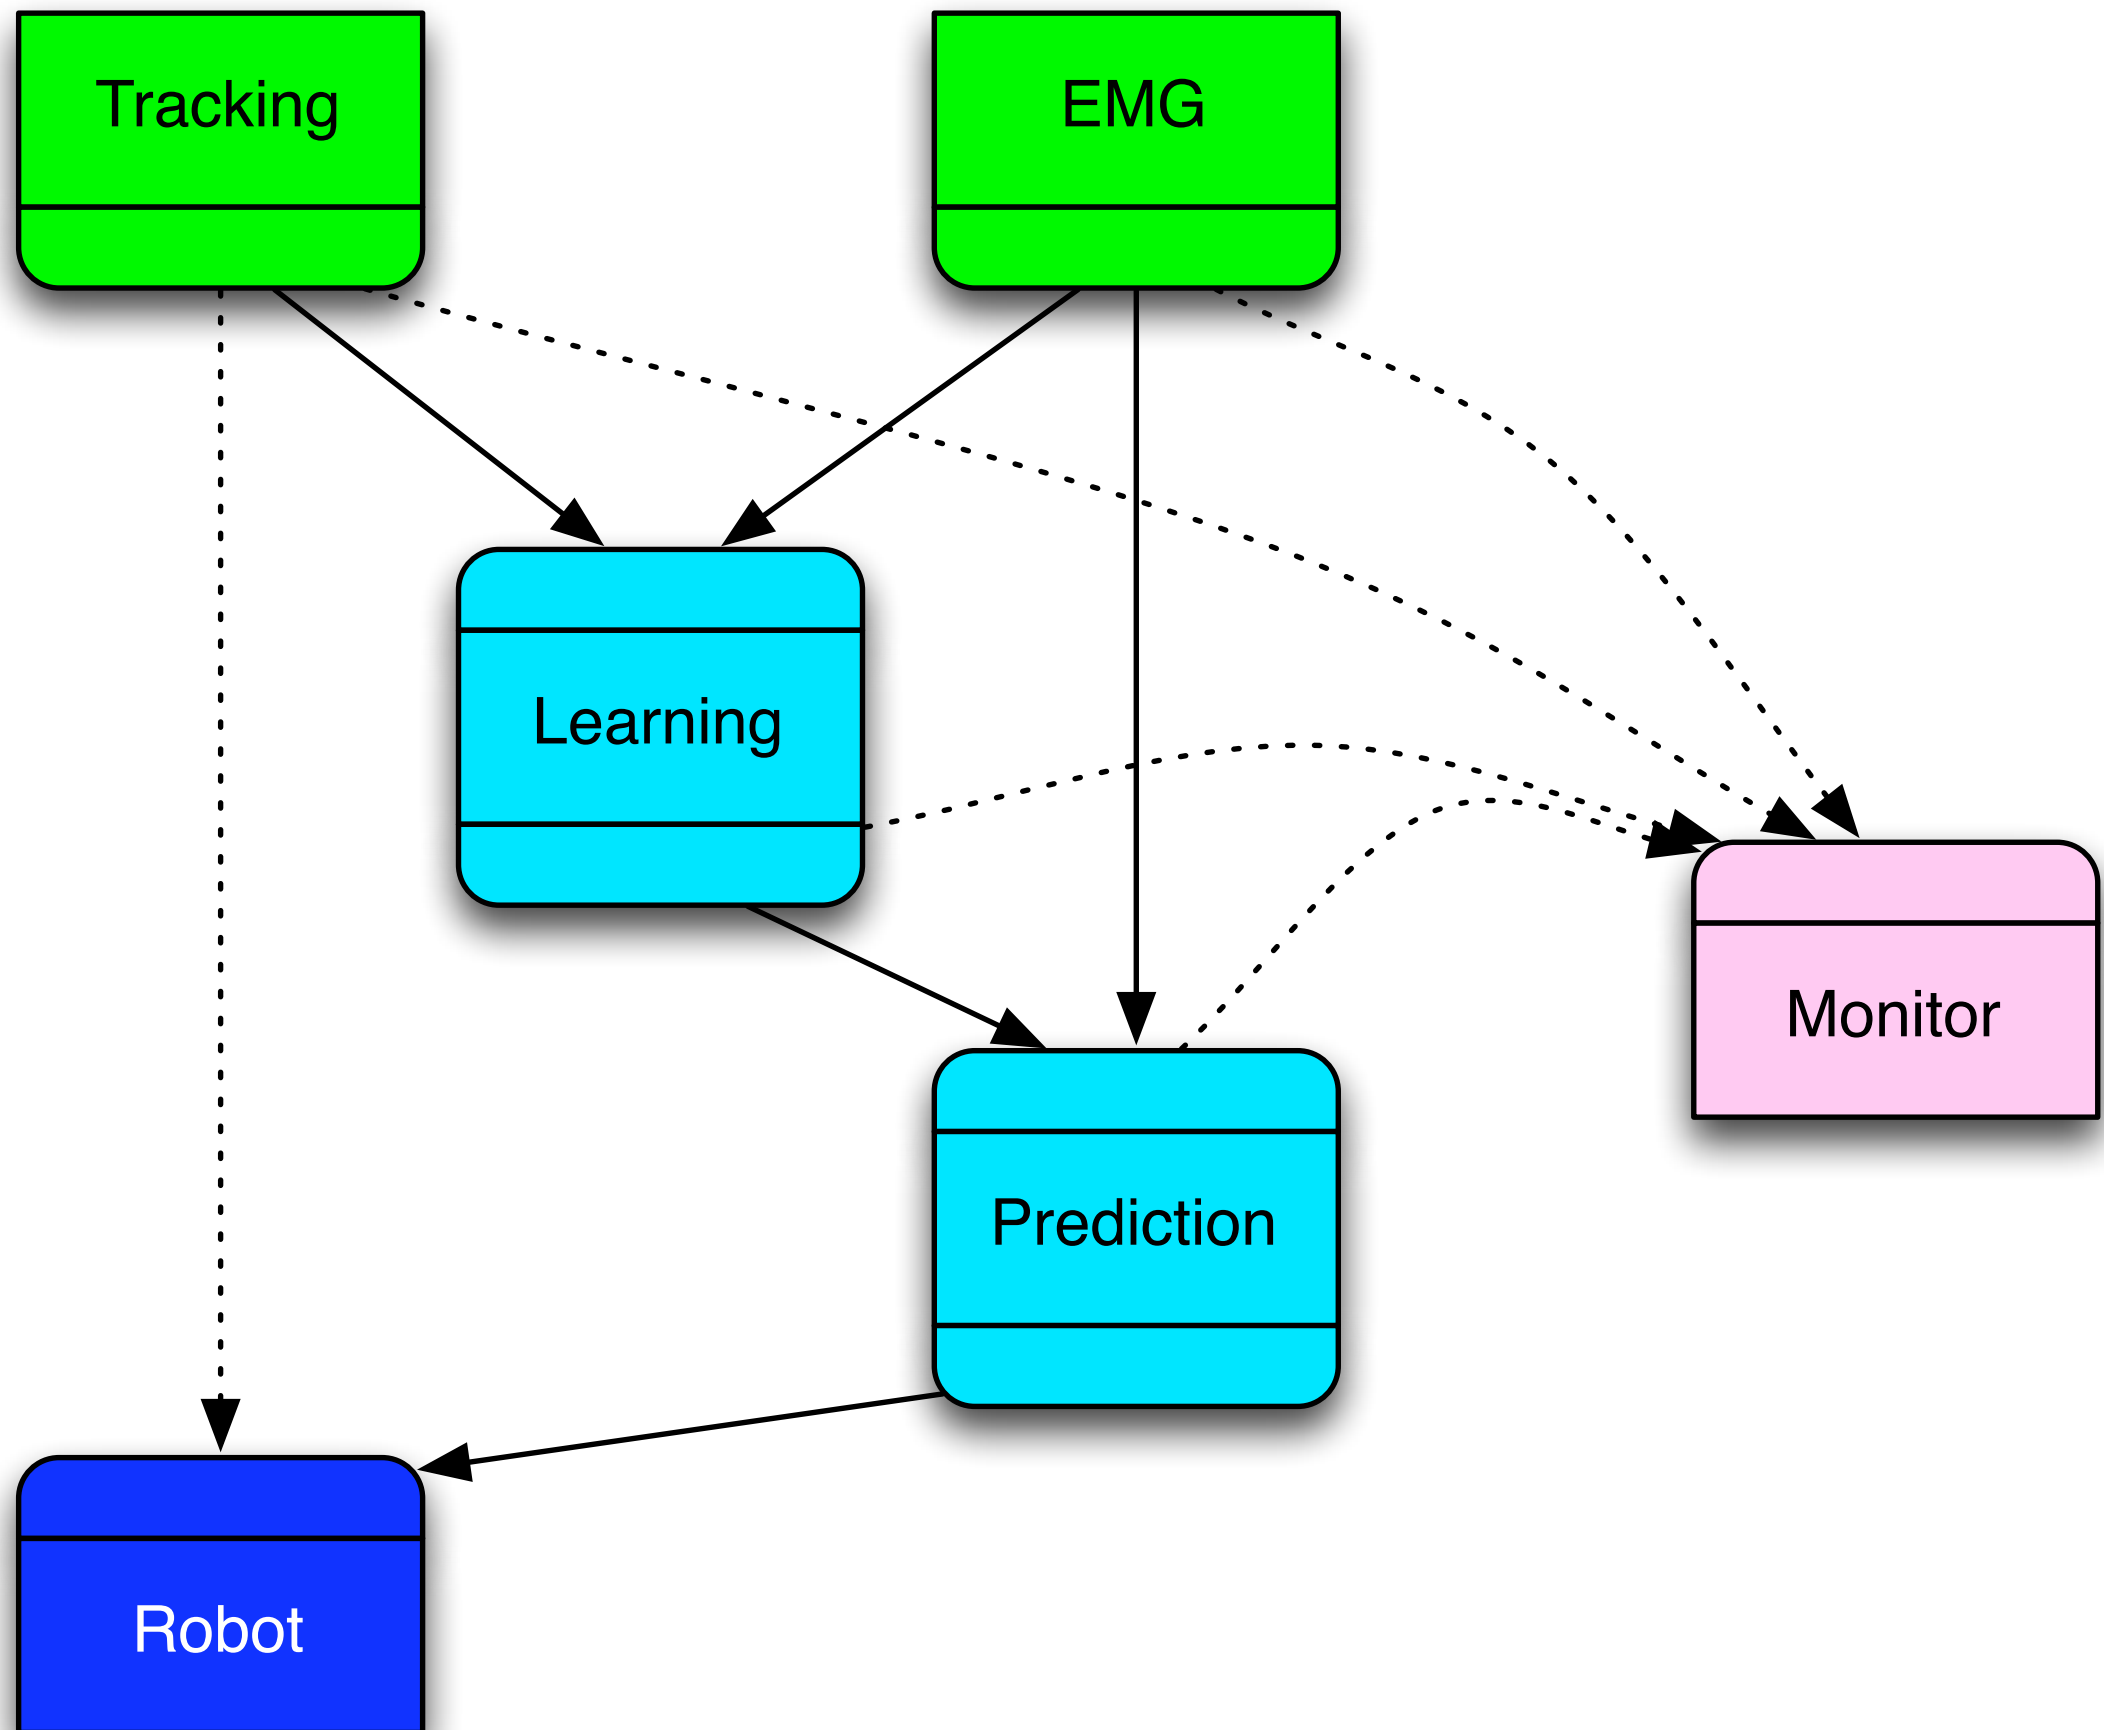 Tracking
EMG
Learning
Monitor
Prediction
Robot